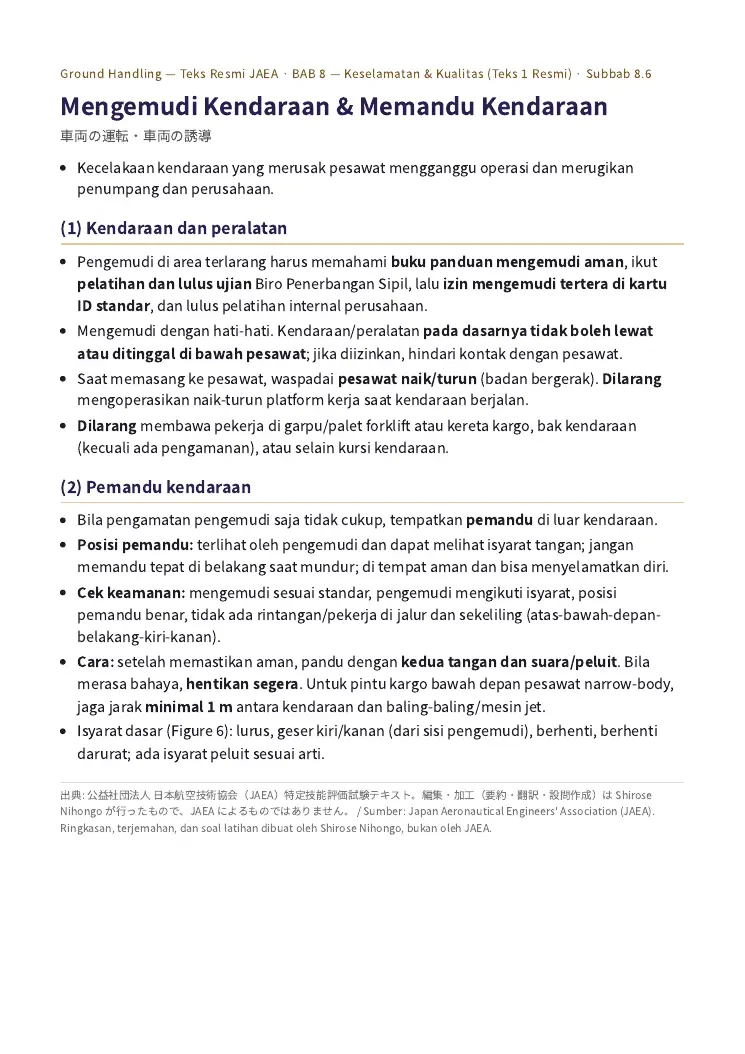 Ground Handling — Teks Resmi JAEA · BAB 8 — Keselamatan & Kualitas (Teks 1 Resmi) · Subbab 8.6
Mengemudi Kendaraan & Memandu Kendaraan
車両の運転・車両の誘導
• Kecelakaan kendaraan yang merusak pesawat mengganggu operasi dan merugikan
penumpang dan perusahaan.
(1) Kendaraan dan peralatan
• Pengemudi di area terlarang harus memahami buku panduan mengemudi aman, ikut
pelatihan dan lulus ujian Biro Penerbangan Sipil, lalu izin mengemudi tertera di kartu
ID standar, dan lulus pelatihan internal perusahaan.
• Mengemudi dengan hati-hati. Kendaraan/peralatan pada dasarnya tidak boleh lewat
atau ditinggal di bawah pesawat; jika diizinkan, hindari kontak dengan pesawat.
• Saat memasang ke pesawat, waspadai pesawat naik/turun (badan bergerak). Dilarang
mengoperasikan naik-turun platform kerja saat kendaraan berjalan.
• Dilarang membawa pekerja di garpu/palet forklift atau kereta kargo, bak kendaraan
(kecuali ada pengamanan), atau selain kursi kendaraan.
(2) Pemandu kendaraan
• Bila pengamatan pengemudi saja tidak cukup, tempatkan pemandu di luar kendaraan.
• Posisi pemandu: terlihat oleh pengemudi dan dapat melihat isyarat tangan; jangan
memandu tepat di belakang saat mundur; di tempat aman dan bisa menyelamatkan diri.
• Cek keamanan: mengemudi sesuai standar, pengemudi mengikuti isyarat, posisi
pemandu benar, tidak ada rintangan/pekerja di jalur dan sekeliling (atas-bawah-depan-
belakang-kiri-kanan).
• Cara: setelah memastikan aman, pandu dengan kedua tangan dan suara/peluit. Bila
merasa bahaya, hentikan segera. Untuk pintu kargo bawah depan pesawat narrow-body,
jaga jarak minimal 1 m antara kendaraan dan baling-baling/mesin jet.
• Isyarat dasar (Figure 6): lurus, geser kiri/kanan (dari sisi pengemudi), berhenti, berhenti
darurat; ada isyarat peluit sesuai arti.
出典: 公益社団法人 日本航空技術協会（JAEA）特定技能評価試験テキスト。編集・加工（要約・翻訳・設問作成）は Shirose
Nihongo が行ったもので、JAEA によるものではありません。 / Sumber: Japan Aeronautical Engineers' Association (JAEA).
Ringkasan, terjemahan, dan soal latihan dibuat oleh Shirose Nihongo, bukan oleh JAEA.